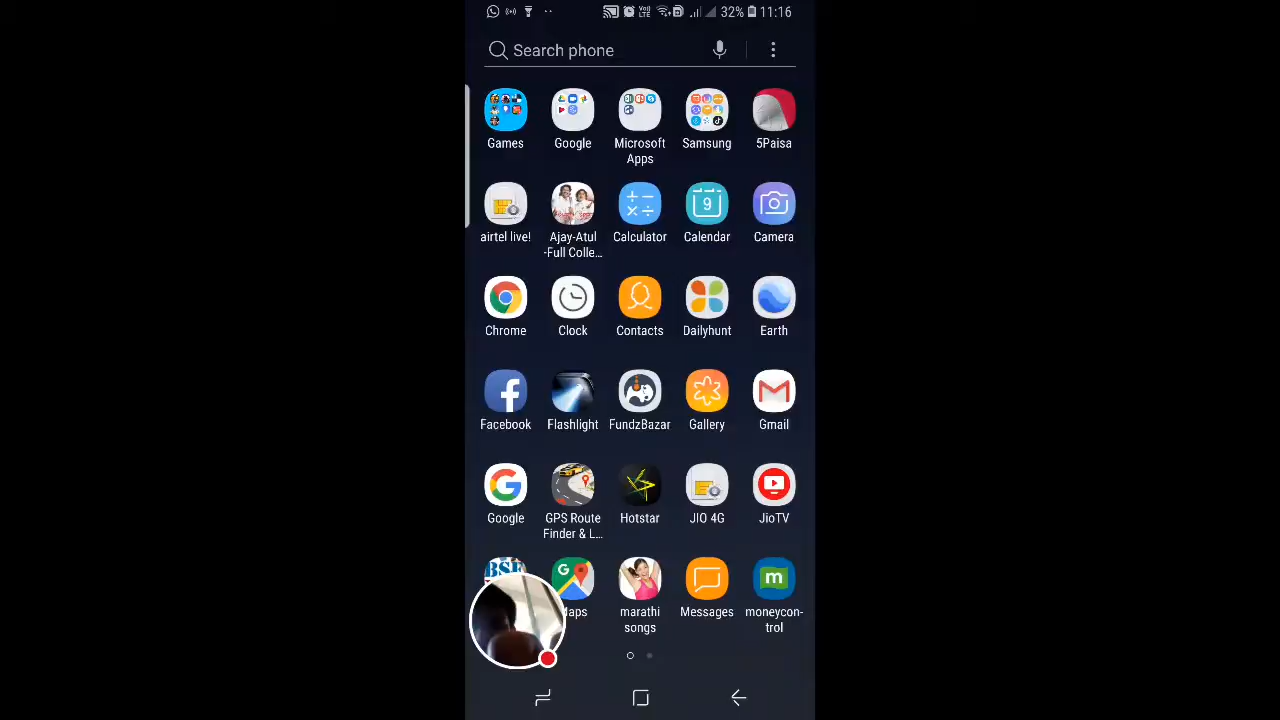 32% 11:16
Search phone
Games Google Microsoft Samsung 5Paisa
Apps
9
airtel live! Ajay-Atul Calculator Calendar Camera
-Full Colle...
Chrome Clock Contacts Dailyhunt Earth
Facebook Flashlight FundzBazar Gallery Gmail
Google GPS Route Hotstar JIO 4G JioTV
Finder & L...
BSE
Maps marathi Messages moneycon-
songs trol